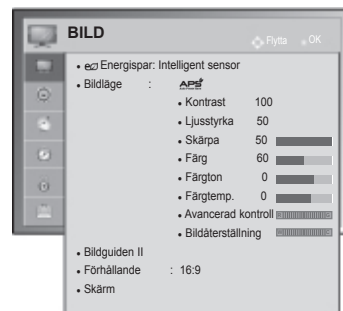 BILD
Flytta OK
• Energispar: Intelligent sensor
• Bildläge : APS
• Kontrast 100
• Ljusstyrka 50
• Skärpa 50
• Färg 60
• Färgton 0
• Färgtemp. 0
• Avancerad kontroll
• Bildåterställning
• Bildguiden II
• Förhållande : 16:9
• Skärm